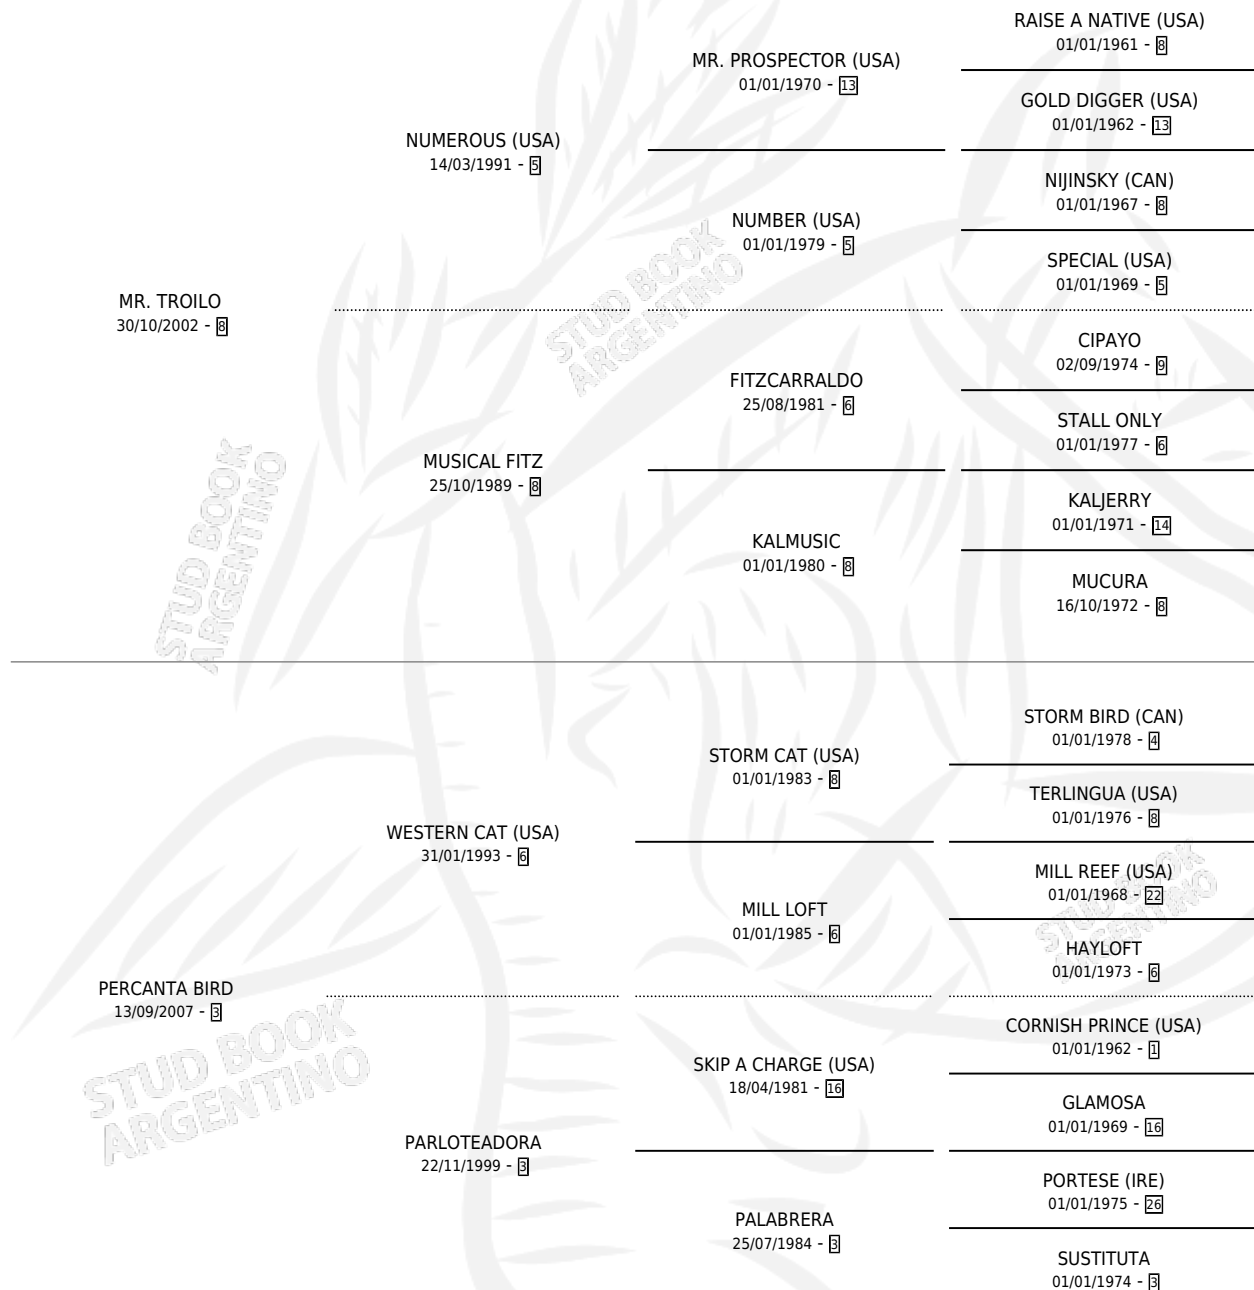 MR. TROILO
30/10/2002 - 8
NUMEROUS (USA)
14/03/1991 - 5
MUSICAL FITZ
25/10/1989 - 8
MR. PROSPECTOR (USA)
01/01/1970 - 13
NUMBER (USA)
01/01/1979 - 5
FITZCARRALDO
25/08/1981 - 6
KALMUSIC
01/01/1980 - 8
RAISE A NATIVE (USA)
01/01/1961 - 8
GOLD DIGGER (USA)
01/01/1962 - 13
NIJINSKY (CAN)
01/01/1967 - 8
SPECIAL (USA)
01/01/1969 - 5
CIPAYO
02/09/1974 - 9
STALL ONLY
01/01/1977 - 6
KALJERRY
01/01/1971 - 14
MUCURA
16/10/1972 - 8
PERCANTA BIRD
13/09/2007 - 3
WESTERN CAT (USA)
31/01/1993 - 6
PARLOTEADORA
22/11/1999 - 3
STORM CAT (USA)
01/01/1983 - 8
MILL LOFT
01/01/1985 - 6
SKIP A CHARGE (USA)
18/04/1981 - 16
PALABRERA
25/07/1984 - 3
STORM BIRD (CAN)
01/01/1978 - 4
TERLINGUA (USA)
01/01/1976 - 8
MILL REEF (USA)
01/01/1968 - 22
HAYLOFT
01/01/1973 - 6
CORNISH PRINCE (USA)
01/01/1962 - 1
GLAMOSA
01/01/1969 - 16
PORTESE (IRE)
01/01/1975 - 26
SUSTITUTA
01/01/1974 - 3
STUD BOOK
ARGENTINO
STUD BOOK
ARGENTINO
STUD BOOK
ARGENTINO
STUD BOOK
ARGENTINO